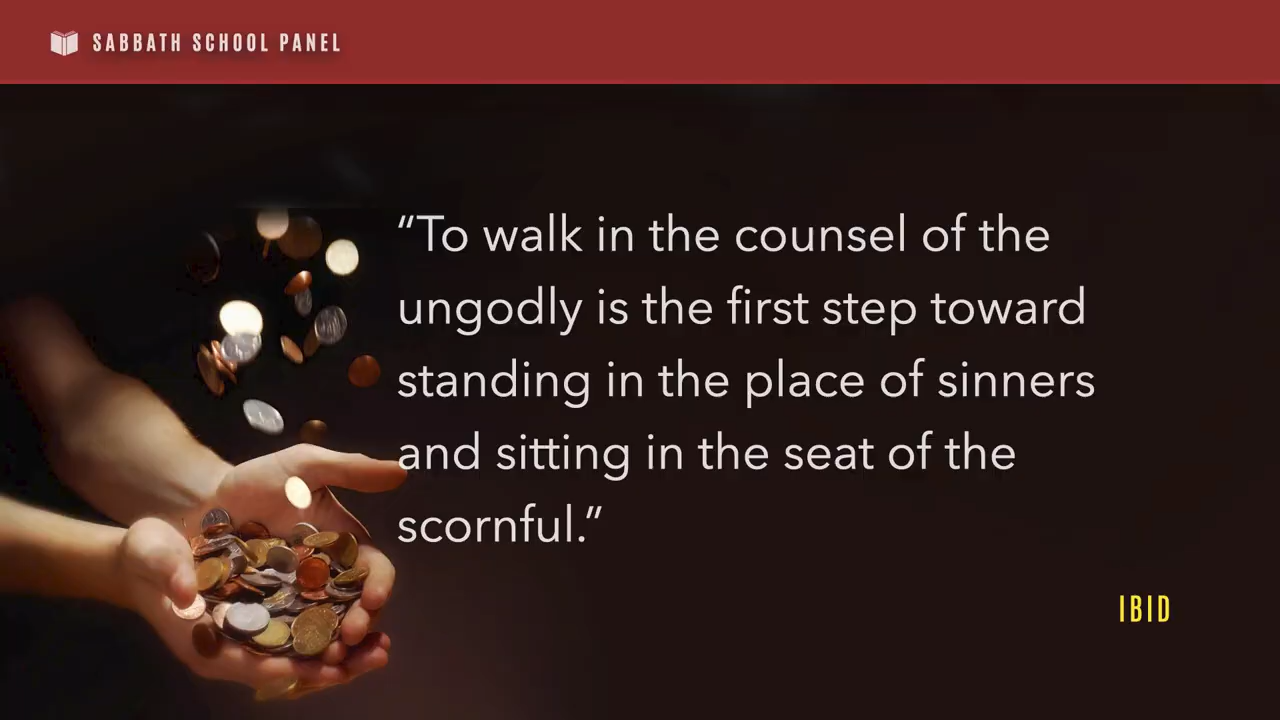 SABBATH SCHOOL PANEL
“To walk in the counsel of the
ungodly is the first step toward
standing in the place of sinners
and sitting in the seat of the
scornful.”
IBID